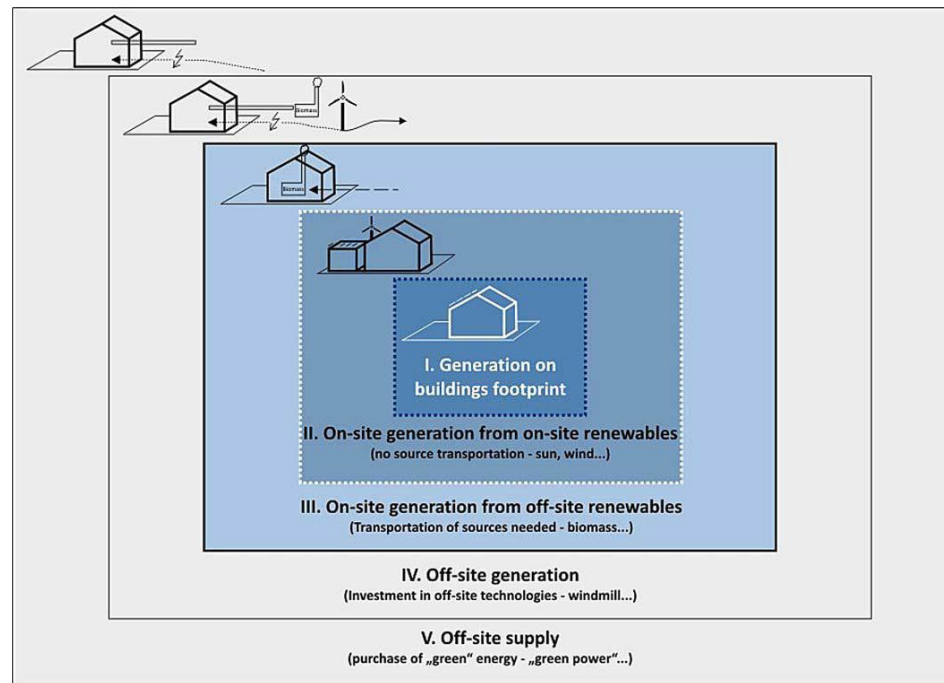 Biomass
Biomass
I. Generation on
buildings footprint
II. On-site generation from on-site renewables
(no source transportation - sun, wind...)
III. On-site generation from off-site renewables
(Transportation of sources needed - biomass...)
IV. Off-site generation
(Investment in off-site technologies - windmill...)
V. Off-site supply
(purchase of „green“ energy - „green power“...)